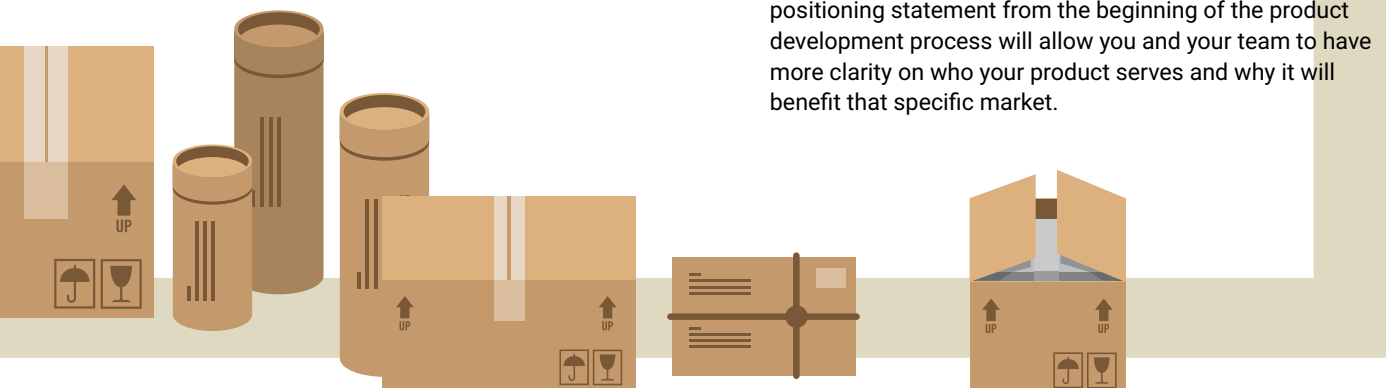 positioning statement from the beginning of the product
development process will allow you and your team to have
more clarity on who your product serves and why it will
benefit that specific market.
UP
UP
UP
UP
UP